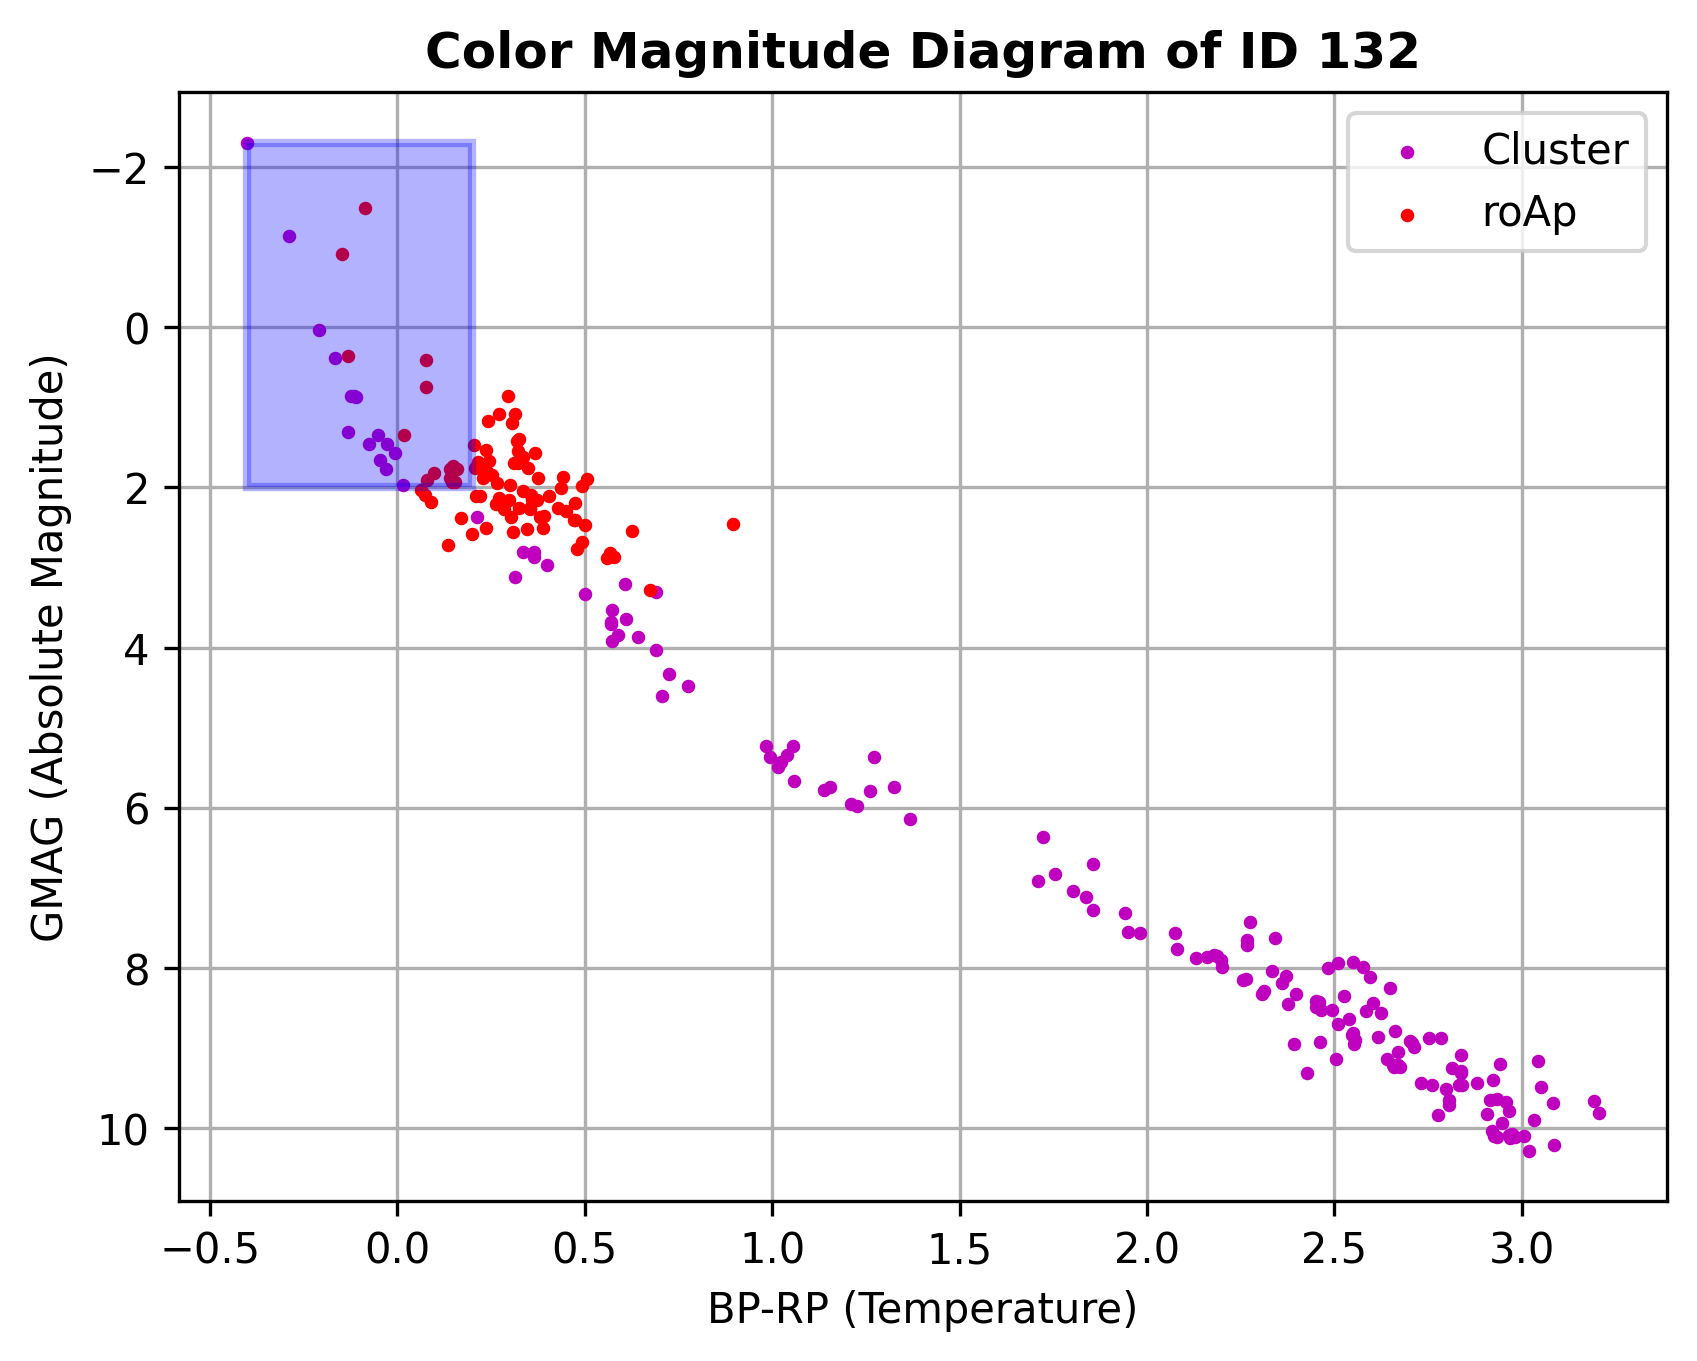 Color Magnitude Diagram of ID 132
Cluster
roAp
GMAG (Absolute Magnitude)
−2
0
2
4
6
8
10
−0.5 0.0 0.5 1.0 1.5 2.0 2.5 3.0
BP-RP (Temperature)